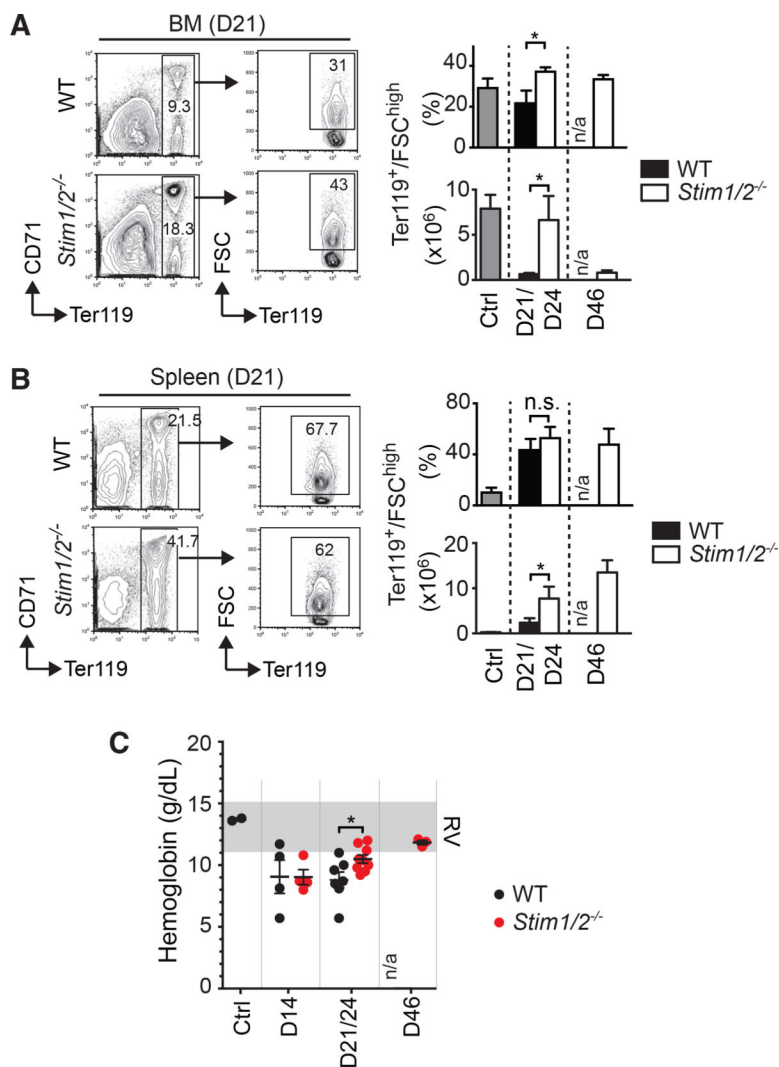 A
BM (D21)
WT
9.3
31
Stim1/2-/-
18.3
43
CD71
Ter119
FSC
Ter119
Ter119+/FSChigh
(%)
40
20
0
*
n/a
(x10⁶)
10
5
0
*
n/a
Ctrl
D21/
D24
D46
WT
Stim1/2-/-
B
Spleen (D21)
WT
21.5
67.7
Stim1/2-/-
41.7
62
CD71
Ter119
FSC
Ter119
Ter119+/FSChigh
(%)
80
40
0
n.s.
n/a
(x10⁶)
20
10
0
*
n/a
Ctrl
D21/
D24
D46
WT
Stim1/2-/-
C
Hemoglobin (g/dL)
20
15
10
5
0
*
n/a
RV
Ctrl
D14
D21/24
D46
WT
Stim1/2-/-